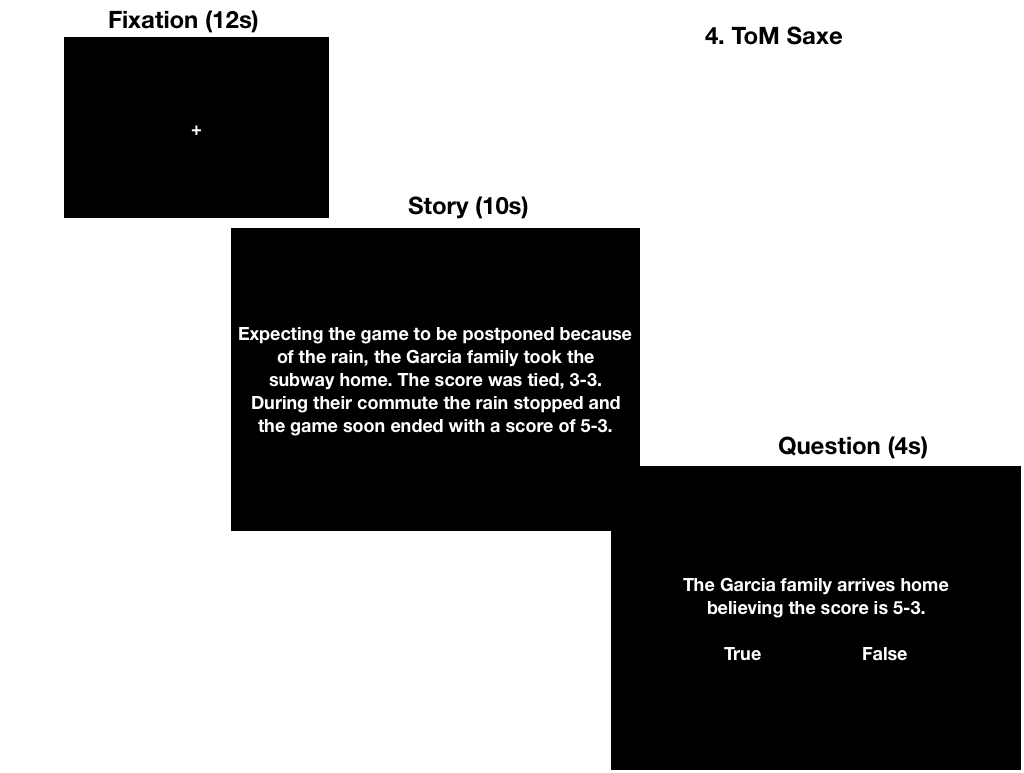 Fixation (12s)
4. ToM Saxe
+
Story (10s)
Expecting the game to be postponed because
of the rain, the Garcia family took the
subway home. The score was tied, 3-3.
During their commute the rain stopped and
the game soon ended with a score of 5-3.
Question (4s)
The Garcia family arrives home
believing the score is 5-3.
True False